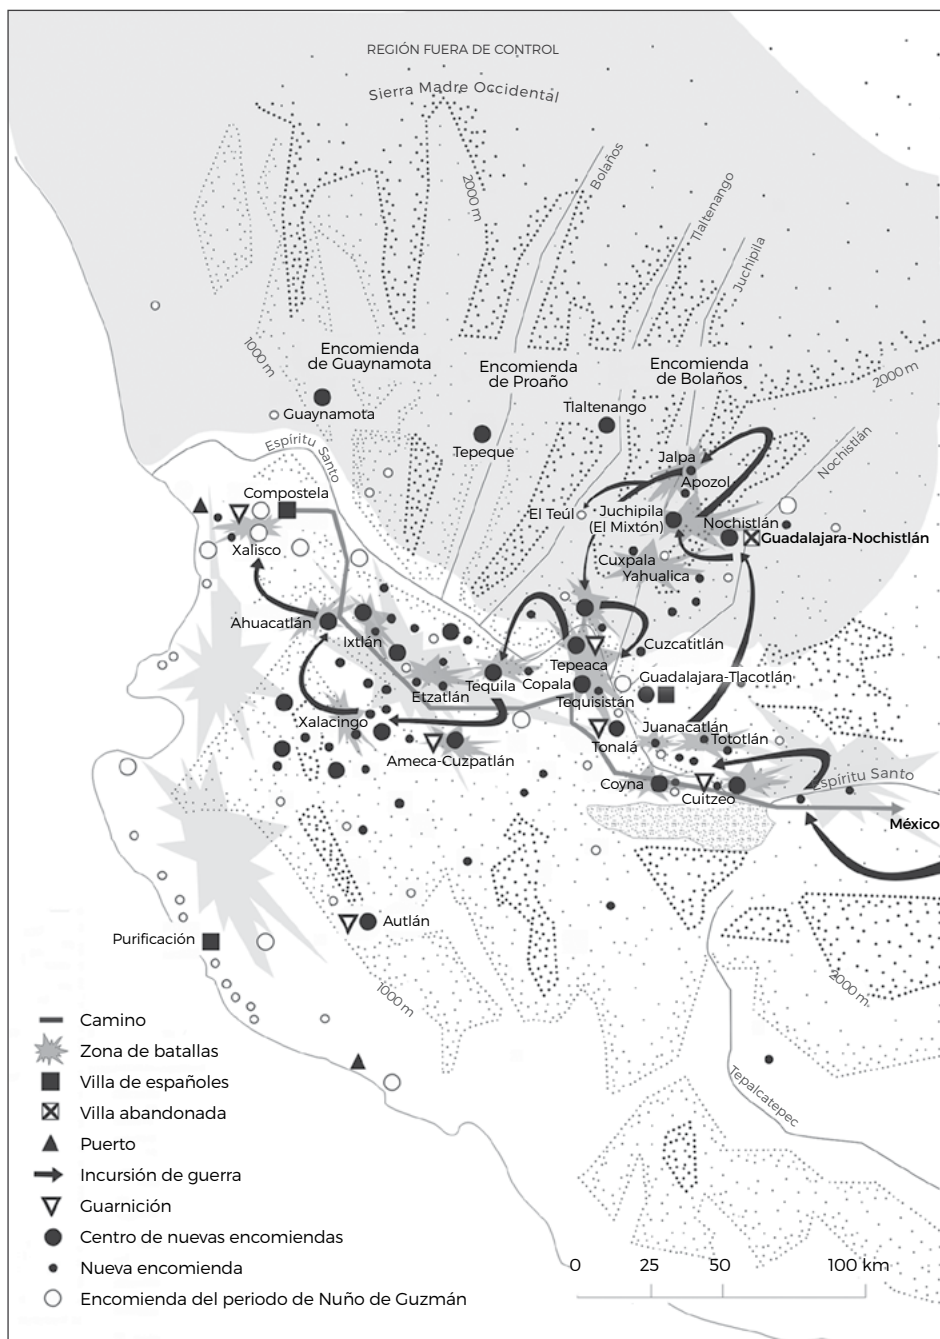 REGIÓN FUERA DE CONTROL
Sierra Madre Occidental
Bolaños
2000 m
Tlaltenango
Juchipila
1000 m
Encomienda
de Guaynamota
Encomienda
de Proaño
Encomienda
de Bolaños
2000 m
Guaynamota
Tlaltenango
Tepeque
Espíritu Santo
Nochistlán
Jalpa
Apozol
Compostela
El Teúl
Juchipila
(El Mixtón)
Nochistlán
Guadalajara-Nochistlán
Xalisco
Cuxpala
Yahualica
Ahuacatlán
Ixtlán
Cuzcatitlán
Tepeaca
Etzatlán
Tequila
Copala
Guadalajara-Tlacotlán
Tequisistán
Xalacingo
Juanacatlán
Tototlán
Tonalá
Ameca-Cuzpatlán
Coyna
Cuitzeo
Espíritu Santo
México
Autlán
Purificación
1000 m
2000 m
Tepalcatepec
Camino
Zona de batallas
Villa de españoles
Villa abandonada
Puerto
Incursión de guerra
Guarnición
Centro de nuevas encomiendas
Nueva encomienda
Encomienda del periodo de Nuño de Guzmán
0 25 50 100 km